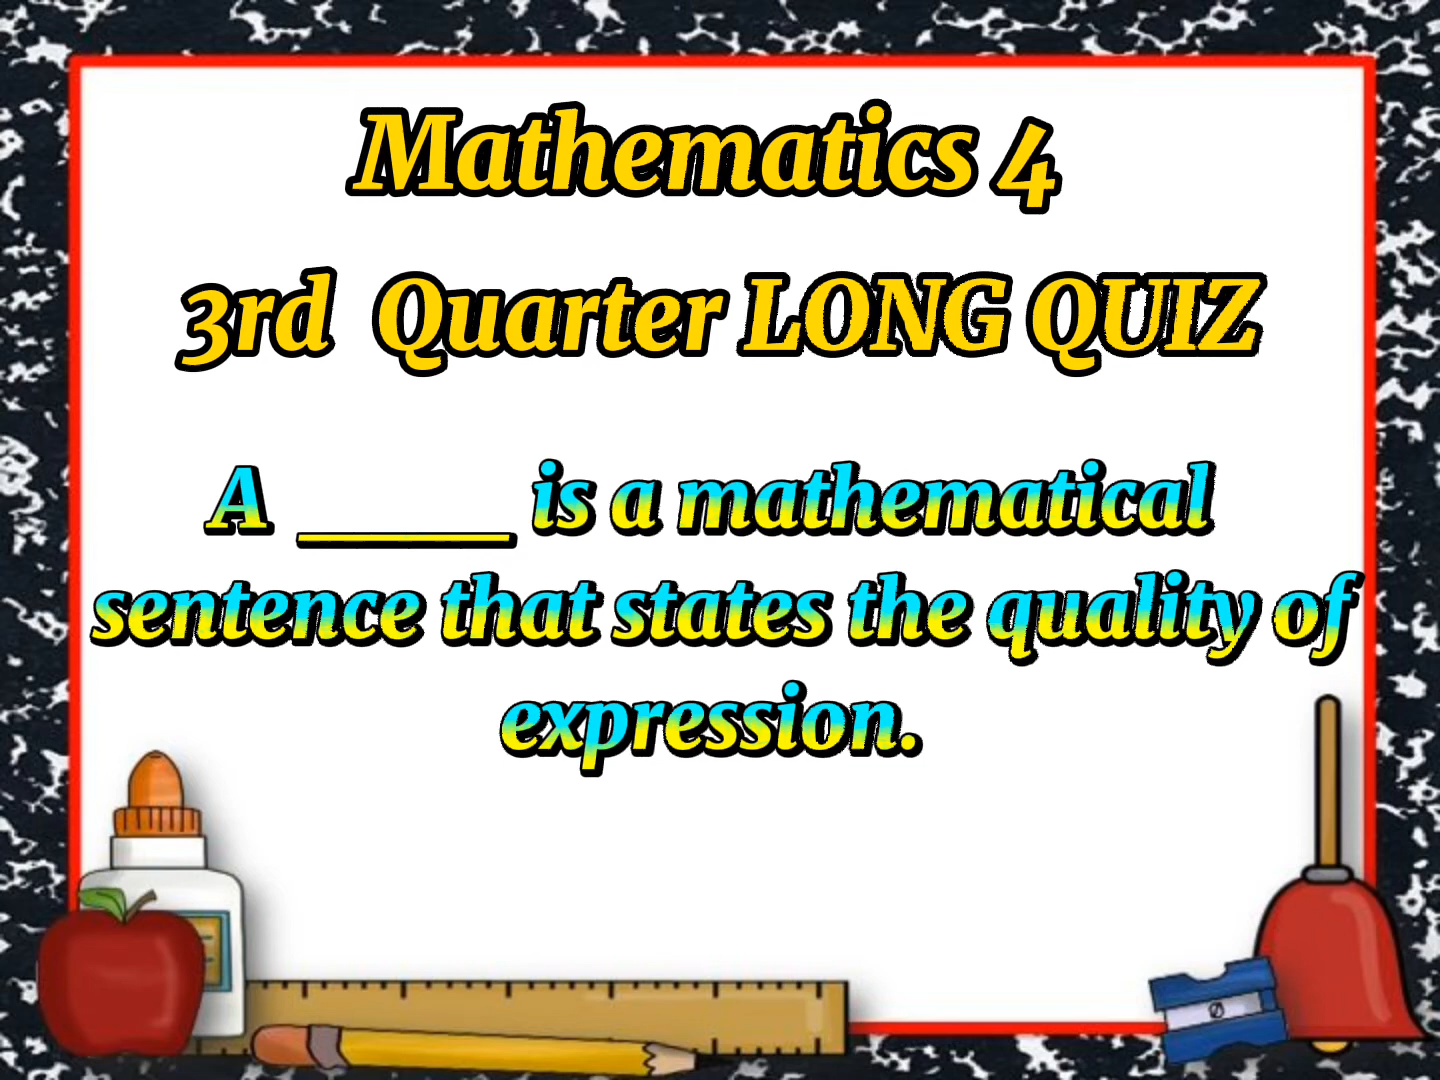 Mathematics 4
3rd Quarter LONG QUIZ
A _____ is a mathematical
sentence that states the quality of
expression.